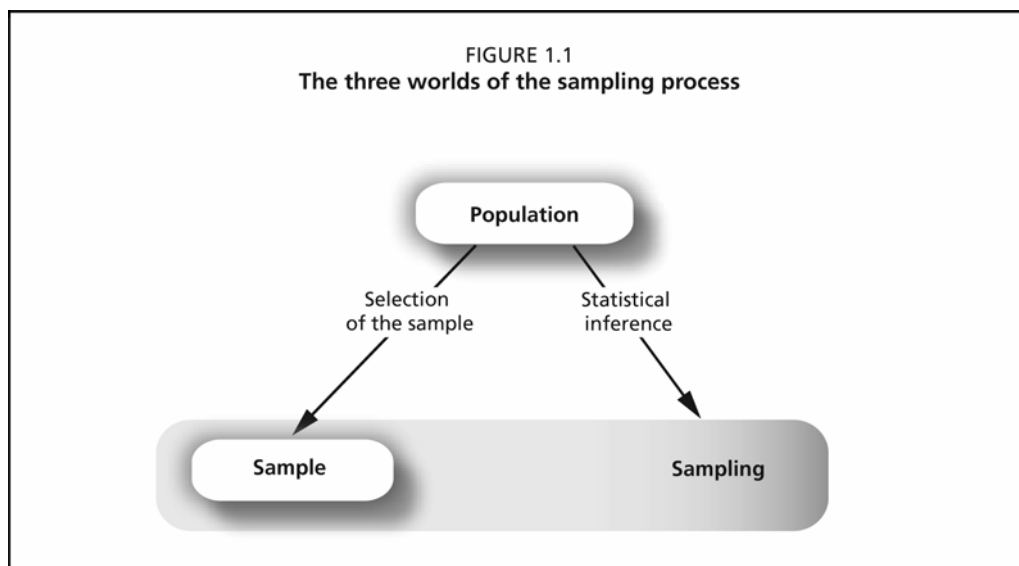 FIGURE 1.1
The three worlds of the sampling process
Population
Selection
of the sample
Statistical
inference
Sample
Sampling